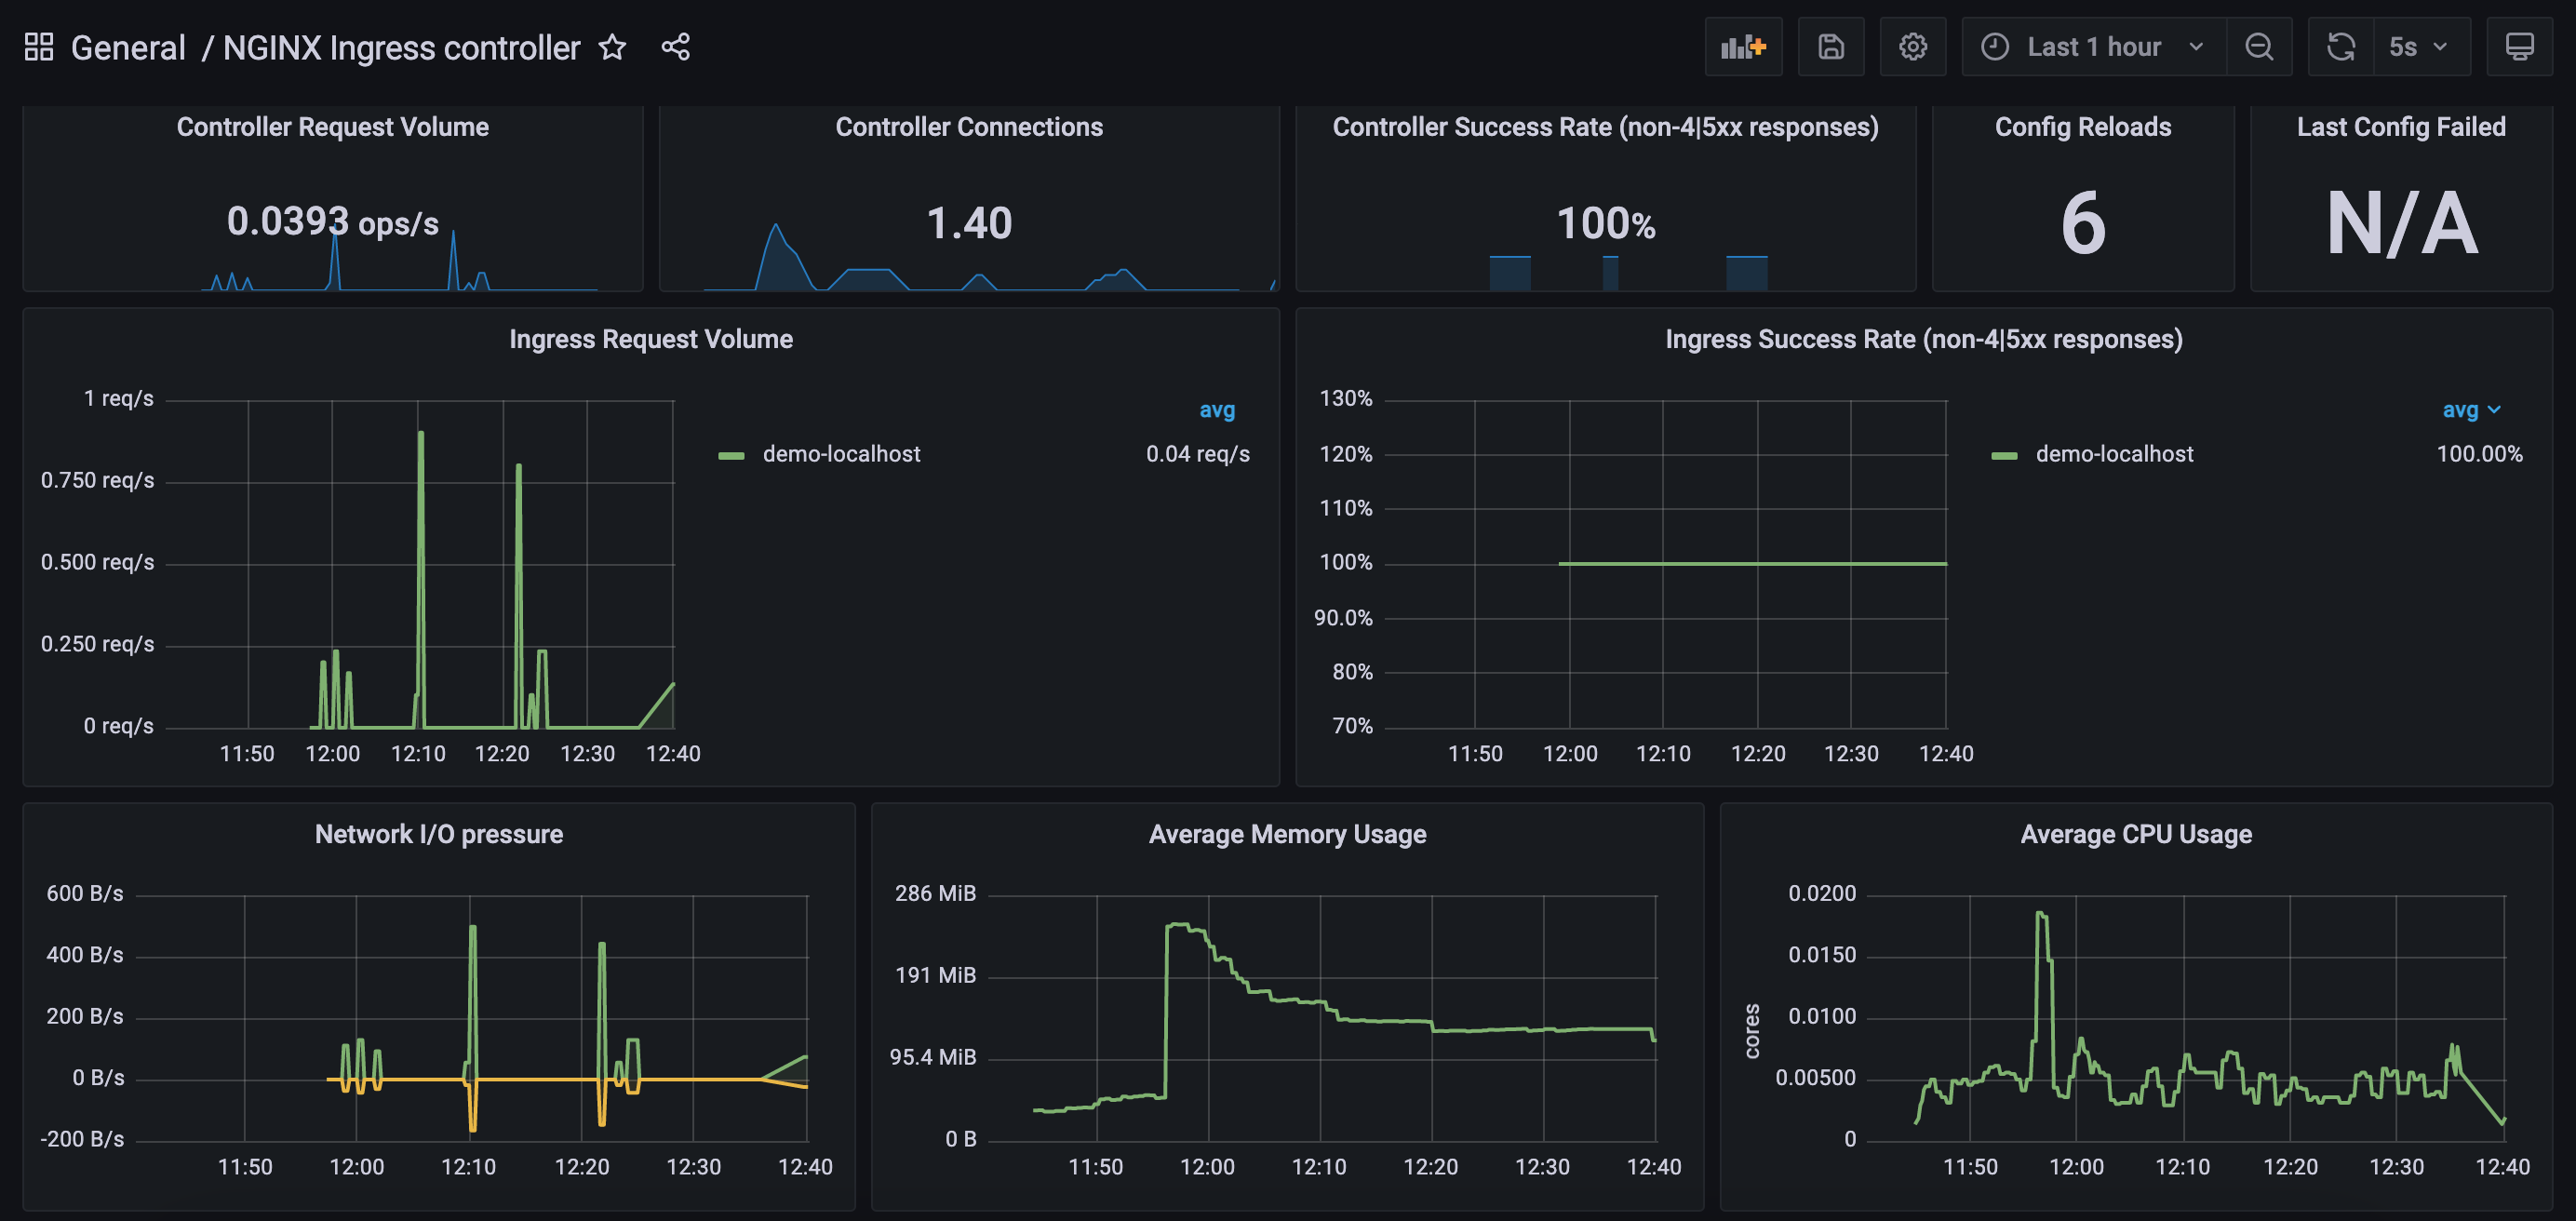 General / NGINX Ingress controller
Last 1 hour
5s
Controller Request Volume
0.0393 ops/s
Controller Connections
1.40
Controller Success Rate (non-4|5xx responses)
100%
Config Reloads
6
Last Config Failed
N/A
Ingress Request Volume
1 req/s
0.750 req/s
0.500 req/s
0.250 req/s
0 req/s
11:50 12:00 12:10 12:20 12:30 12:40
avg
demo-localhost 0.04 req/s
Ingress Success Rate (non-4|5xx responses)
130%
120%
110%
100%
90.0%
80%
70%
11:50 12:00 12:10 12:20 12:30 12:40
avg
demo-localhost 100.00%
Network I/O pressure
600 B/s
400 B/s
200 B/s
0 B/s
-200 B/s
11:50 12:00 12:10 12:20 12:30 12:40
Average Memory Usage
286 MiB
191 MiB
95.4 MiB
0 B
11:50 12:00 12:10 12:20 12:30 12:40
Average CPU Usage
cores
0.0200
0.0150
0.0100
0.00500
0
11:50 12:00 12:10 12:20 12:30 12:40